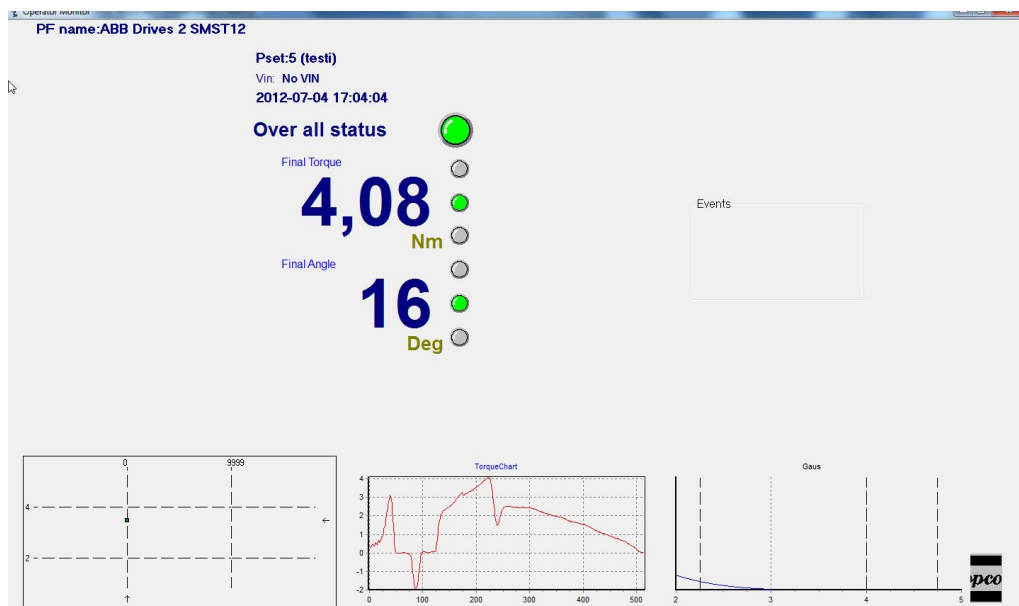 Operator Monitor
PF name:ABB Drives 2 SMST12
Pset:5 (testi)
Vin: No VIN
2012-07-04 17:04:04
Over all status
Final Torque
4,08
Nm
Events
Final Angle
16
Deg
0 9999
4
2
TorqueChart
4
3
2
1
0
-1
-2
0 100 200 300 400 500
Gaus
2 3 4 5
pco